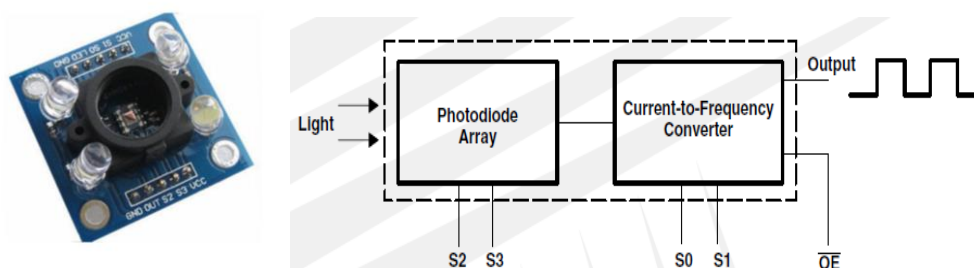 VCC S1 S0 LED GND
GND OUT S2 S3 VCC
Light
Photodiode
Array
Current-to-Frequency
Converter
Output
S2 S3 S0 S1 OE